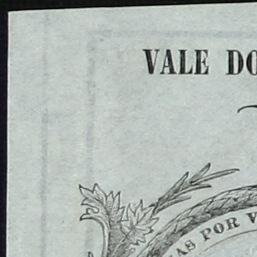 VALE DO
AS POR V